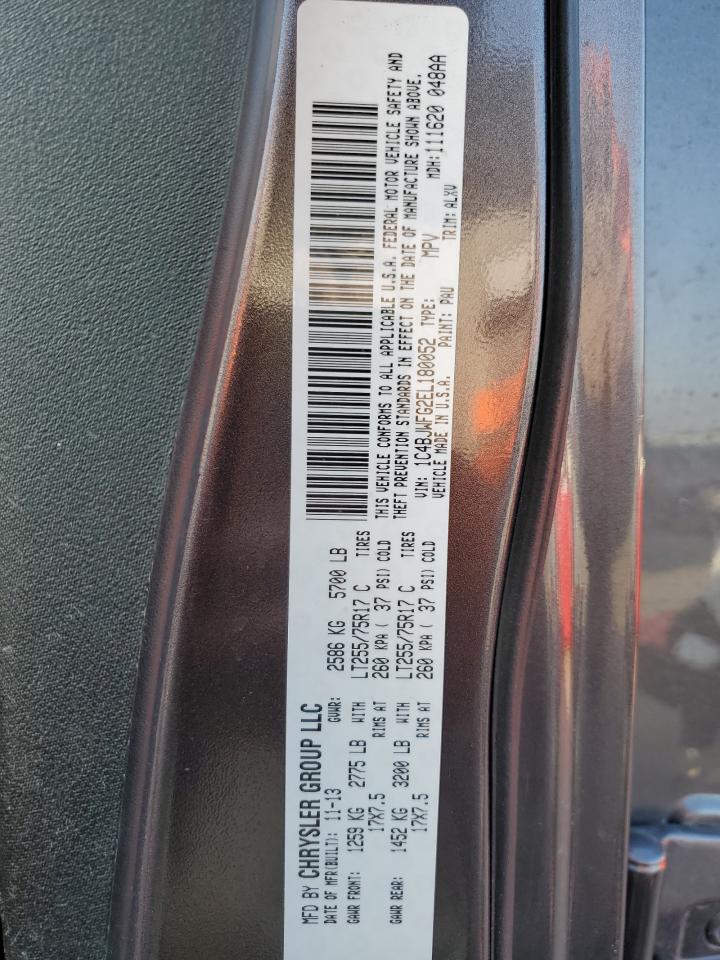 MFD BY CHRYSLER GROUP LLC
DATE OF MFR(BUILT): 11-13 GVWR: 2586 KG 5700 LB
GAWR FRONT: 1259 KG 2775 LB WITH LT255/75R17 C TIRES
17X7.5 RIMS AT 260 KPA ( 37 PSI) COLD
GAWR REAR: 1452 KG 3200 LB WITH LT255/75R17 C TIRES
17X7.5 RIMS AT 260 KPA ( 37 PSI) COLD
THIS VEHICLE CONFORMS TO ALL APPLICABLE U.S.A. FEDERAL MOTOR VEHICLE SAFETY AND
THEFT PREVENTION STANDARDS IN EFFECT ON THE DATE OF MANUFACTURE SHOWN ABOVE.
VIN: 1C4BJWFG2EL180052 TYPE: MPV MDH:111620 048AA
VEHICLE MADE IN U.S.A. PAINT: PAU TRIM: ALXV